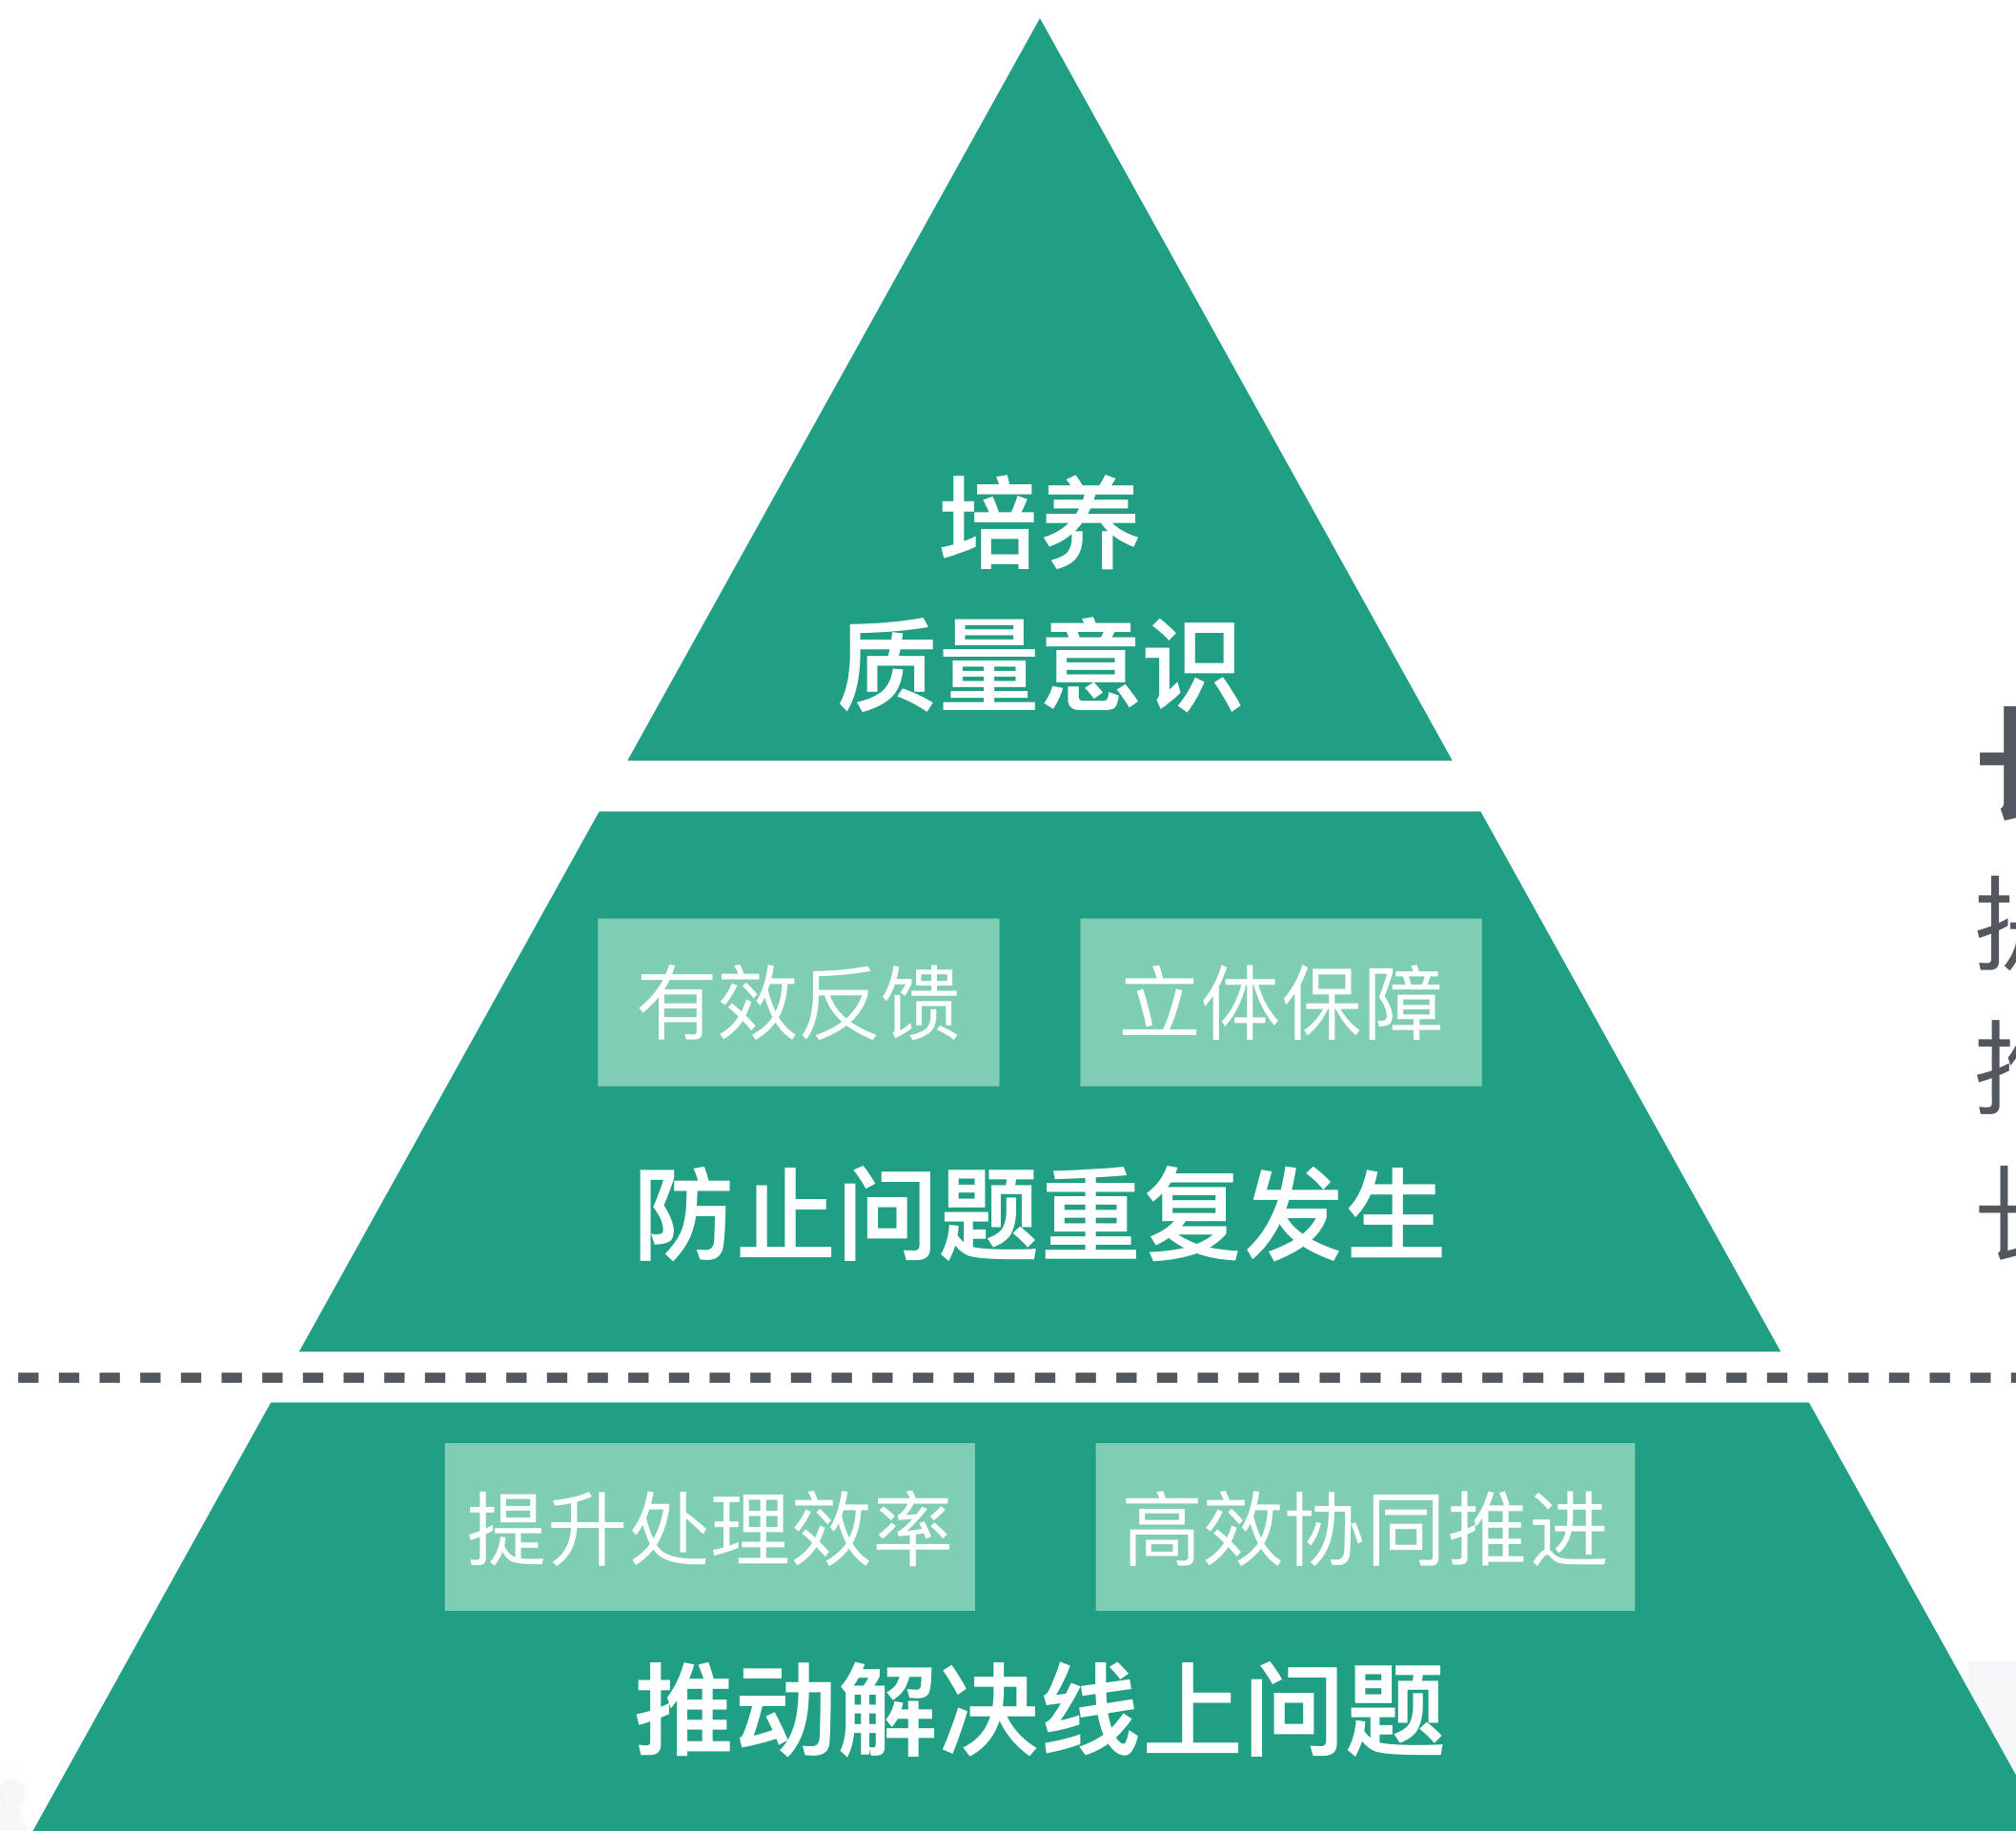 培养
质量意识
有效反馈
立体保障
防止问题重复发生
提升处理效率
高效协同推进
推动解决线上问题